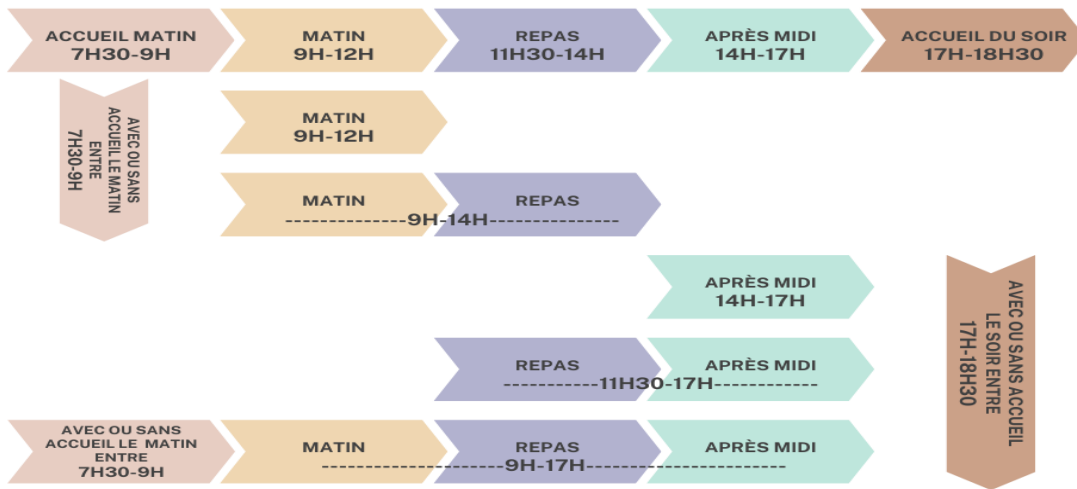 ACCUEIL MATIN
7H30-9H
MATIN
9H-12H
REPAS
11H30-14H
APRÈS MIDI
14H-17H
ACCUEIL DU SOIR
17H-18H30
AVEC OU SANS
ACCUEIL LE MATIN
ENTRE
7H30-9H
MATIN
9H-12H
MATIN
REPAS
-------------9H-14H--------------
APRÈS MIDI
14H-17H
AVEC OU SANS ACCUEIL
LE SOIR ENTRE
17H-18H30
REPAS
APRÈS MIDI
-----------11H30-17H------------
AVEC OU SANS
ACCUEIL LE MATIN
ENTRE
7H30-9H
MATIN
REPAS
APRÈS MIDI
---------------------9H-17H-----------------------